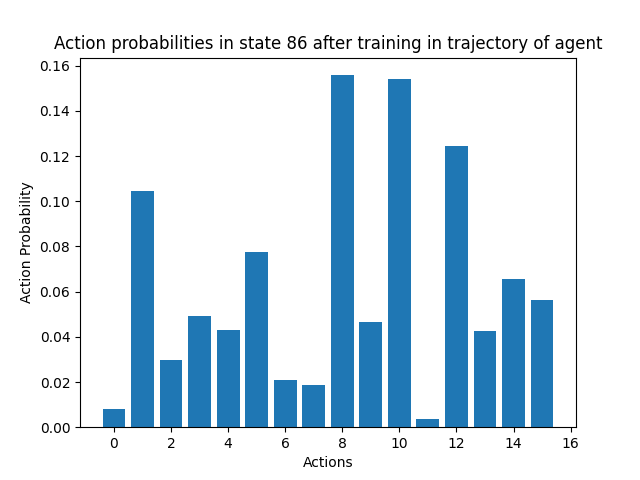 Action probabilities in state 86 after training in trajectory of agent
0.16
0.14
0.12
0.10
0.08
0.06
0.04
0.02
0.00
Action Probability
0 2 4 6 8 10 12 14 16
Actions